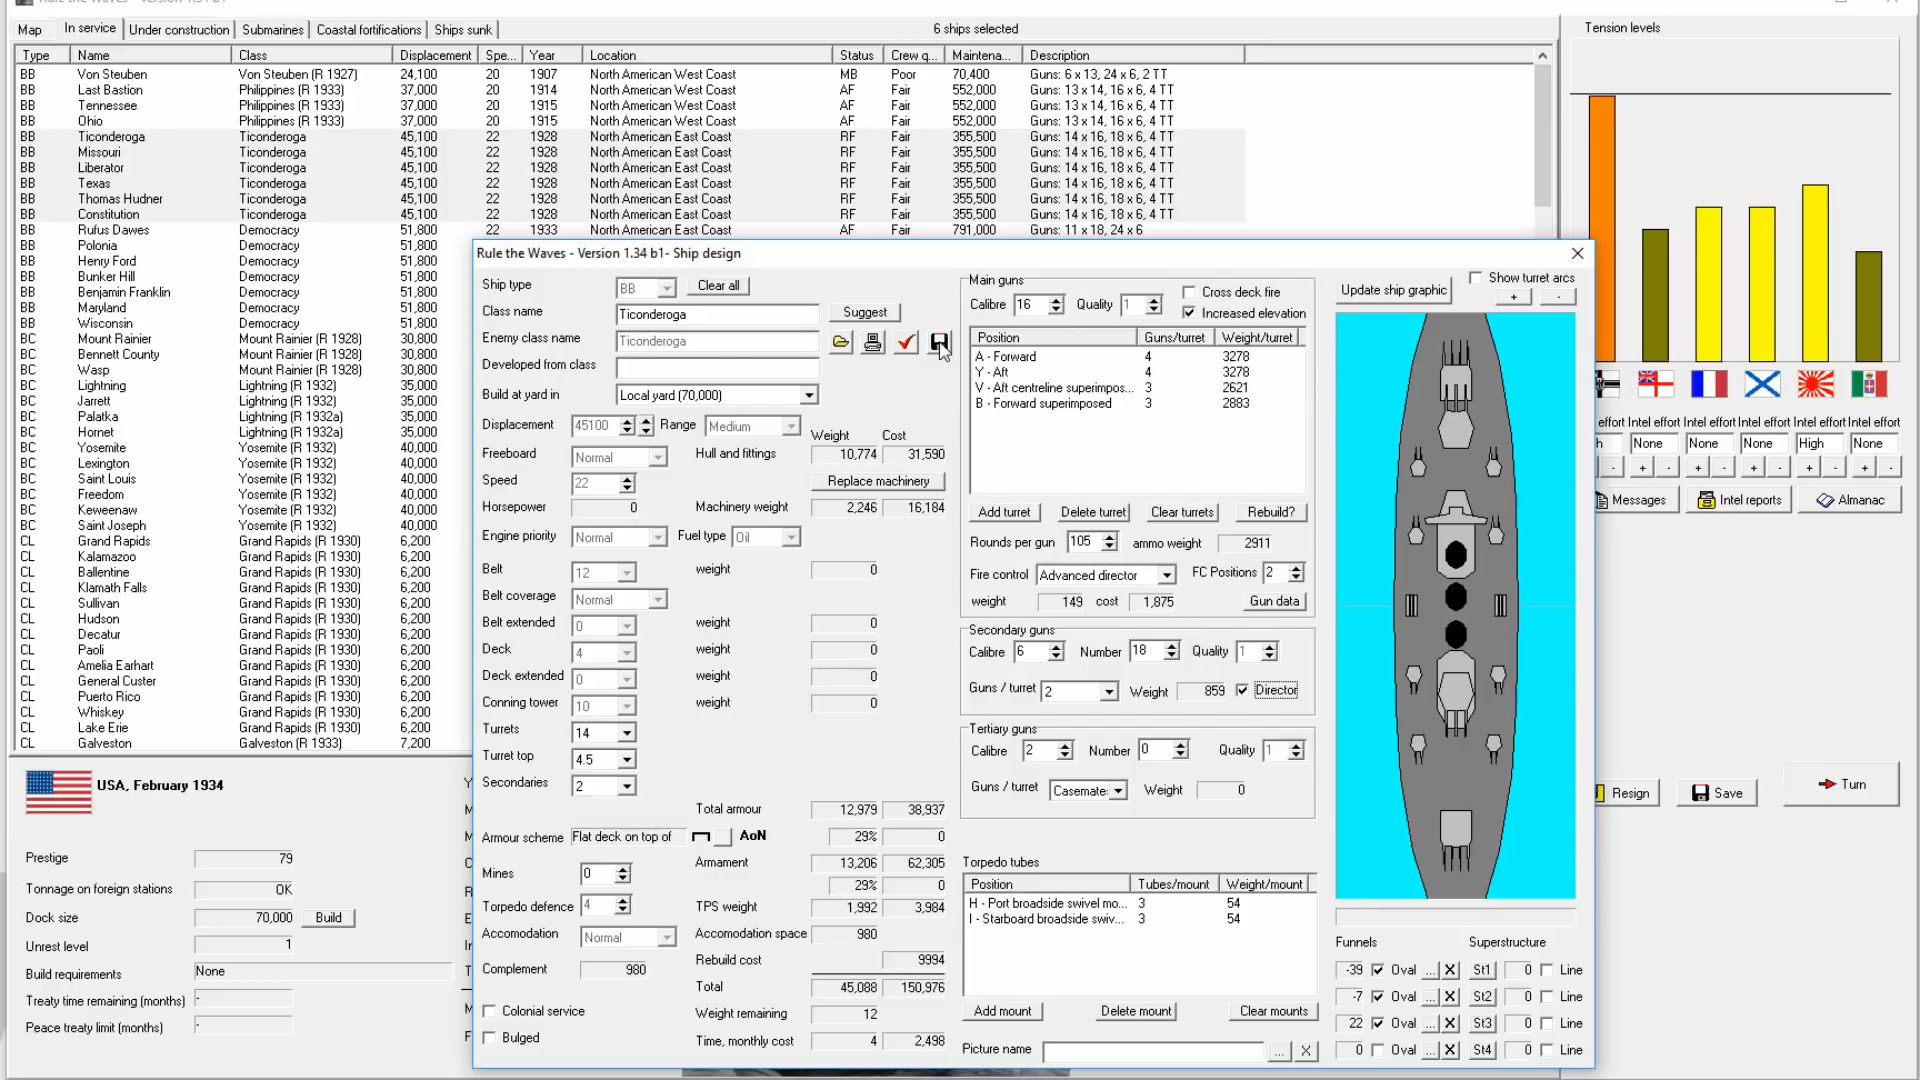 Rule the Waves - Version 1.34 b1
Map In service Under construction Submarines Coastal fortifications Ships sunk 6 ships selected
Type Name Class Displacement Spe... Year Location Status Crew q... Maintena... Description
BB Von Steuben Von Steuben (R 1927) 24,100 20 1907 North American West Coast MB Poor 70,400 Guns: 6 x 13, 24 x 6, 2 TT
BB Last Bastion Philippines (R 1933) 37,000 20 1914 North American West Coast AF Fair 552,000 Guns: 13 x 14, 16 x 6, 4 TT
BB Tennessee Philippines (R 1933) 37,000 20 1915 North American West Coast AF Fair 552,000 Guns: 13 x 14, 16 x 6, 4 TT
BB Ohio Philippines (R 1933) 37,000 20 1915 North American West Coast AF Fair 552,000 Guns: 13 x 14, 16 x 6, 4 TT
BB Ticonderoga Ticonderoga 45,100 22 1928 North American East Coast RF Fair 355,500 Guns: 14 x 16, 18 x 6, 4 TT
BB Missouri Ticonderoga 45,100 22 1928 North American East Coast RF Fair 355,500 Guns: 14 x 16, 18 x 6, 4 TT
BB Liberator Ticonderoga 45,100 22 1928 North American East Coast RF Fair 355,500 Guns: 14 x 16, 18 x 6, 4 TT
BB Texas Ticonderoga 45,100 22 1928 North American East Coast RF Fair 355,500 Guns: 14 x 16, 18 x 6, 4 TT
BB Thomas Hudner Ticonderoga 45,100 22 1928 North American East Coast RF Fair 355,500 Guns: 14 x 16, 18 x 6, 4 TT
BB Constitution Ticonderoga 45,100 22 1928 North American East Coast RF Fair 355,500 Guns: 14 x 16, 18 x 6, 4 TT
BB Rufus Dawes Democracy 51,800 22 1933 North American East Coast AF Fair 791,000 Guns: 11 x 18, 24 x 6
BB Polonia Democracy 51,800
BB Henry Ford Democracy 51,800
BB Bunker Hill Democracy 51,800
BB Benjamin Franklin Democracy 51,800
BB Maryland Democracy 51,800
BB Wisconsin Democracy 51,800
BC Mount Rainier Mount Rainier (R 1928) 30,800
BC Bennett County Mount Rainier (R 1928) 30,800
BC Wasp Mount Rainier (R 1928) 30,800
BC Lightning Lightning (R 1932) 35,000
BC Jarrett Lightning (R 1932) 35,000
BC Palatka Lightning (R 1932a) 35,000
BC Hornet Lightning (R 1932a) 35,000
BC Yosemite Yosemite (R 1932) 40,000
BC Lexington Yosemite (R 1932) 40,000
BC Saint Louis Yosemite (R 1932) 40,000
BC Freedom Yosemite (R 1932) 40,000
BC Keweenaw Yosemite (R 1932) 40,000
BC Saint Joseph Yosemite (R 1932) 40,000
CL Grand Rapids Grand Rapids (R 1930) 6,200
CL Kalamazoo Grand Rapids (R 1930) 6,200
CL Ballentine Grand Rapids (R 1930) 6,200
CL Klamath Falls Grand Rapids (R 1930) 6,200
CL Sullivan Grand Rapids (R 1930) 6,200
CL Hudson Grand Rapids (R 1930) 6,200
CL Decatur Grand Rapids (R 1930) 6,200
CL Paoli Grand Rapids (R 1930) 6,200
CL Amelia Earhart Grand Rapids (R 1930) 6,200
CL General Custer Grand Rapids (R 1930) 6,200
CL Puerto Rico Grand Rapids (R 1930) 6,200
CL Whiskey Grand Rapids (R 1930) 6,200
CL Lake Erie Grand Rapids (R 1930) 6,200
CL Galveston Galveston (R 1933) 7,200
USA, February 1934
Prestige 79
Tonnage on foreign stations OK
Dock size 70,000 Build
Unrest level 1
Build requirements None
Treaty time remaining (months) -
Peace treaty limit (months) -
Rule the Waves - Version 1.34 b1- Ship design
Ship type BB Clear all
Class name Ticonderoga Suggest
Enemy class name Ticonderoga
Developed from class
Build at yard in Local yard (70,000)
Displacement 45100 Range Medium
Weight Cost
Freeboard Normal Hull and fittings 10,774 31,590
Speed 22 Replace machinery
Horsepower 0 Machinery weight 2,246 16,184
Engine priority Normal Fuel type Oil
Belt 12 weight 0
Belt coverage Normal
Belt extended 0 weight 0
Deck 4 weight 0
Deck extended 0 weight 0
Conning tower 10 weight 0
Turrets 14
Turret top 4.5
Secondaries 2
Total armour 12,979 38,937
Armour scheme Flat deck on top of AoN 29% 0
Mines 0 Armament 13,206 62,305
29% 0
Torpedo defence 4 TPS weight 1,992 3,984
Accomodation Normal Accomodation space 980
Complement 980 Rebuild cost 9994
Total 45,088 150,976
Colonial service Weight remaining 12
Bulged Time, monthly cost 4 2,498
Main guns
Calibre 16 Quality 1 Cross deck fire
Increased elevation
Position Guns/turret Weight/turret
A - Forward 4 3278
Y - Aft 4 3278
V - Aft centreline superimpos... 3 2621
B - Forward superimposed 3 2883
Add turret Delete turret Clear turrets Rebuild?
Rounds per gun 105 ammo weight 2911
Fire control Advanced director FC Positions 2
weight 149 cost 1,875 Gun data
Secondary guns
Calibre 6 Number 18 Quality 1
Guns / turret 2 Weight 859 Director
Tertiary guns
Calibre 2 Number 0 Quality 1
Guns / turret Casemate: Weight 0
Torpedo tubes
Position Tubes/mount Weight/mount
H - Port broadside swivel mo... 3 54
I - Starboard broadside swiv... 3 54
Add mount Delete mount Clear mounts
Picture name ... X
Update ship graphic Show turret arcs
+ -
Funnels Superstructure
-39 Oval ... X St1 0 Line
-7 Oval ... X St2 0 Line
22 Oval ... X St3 0 Line
0 Oval ... X St4 0 Line
Tension levels
effort Intel effort Intel effort Intel effort Intel effort Intel effort
h None None None High None
- + - + - + - + - + -
Messages Intel reports Almanac
Resign Save Turn